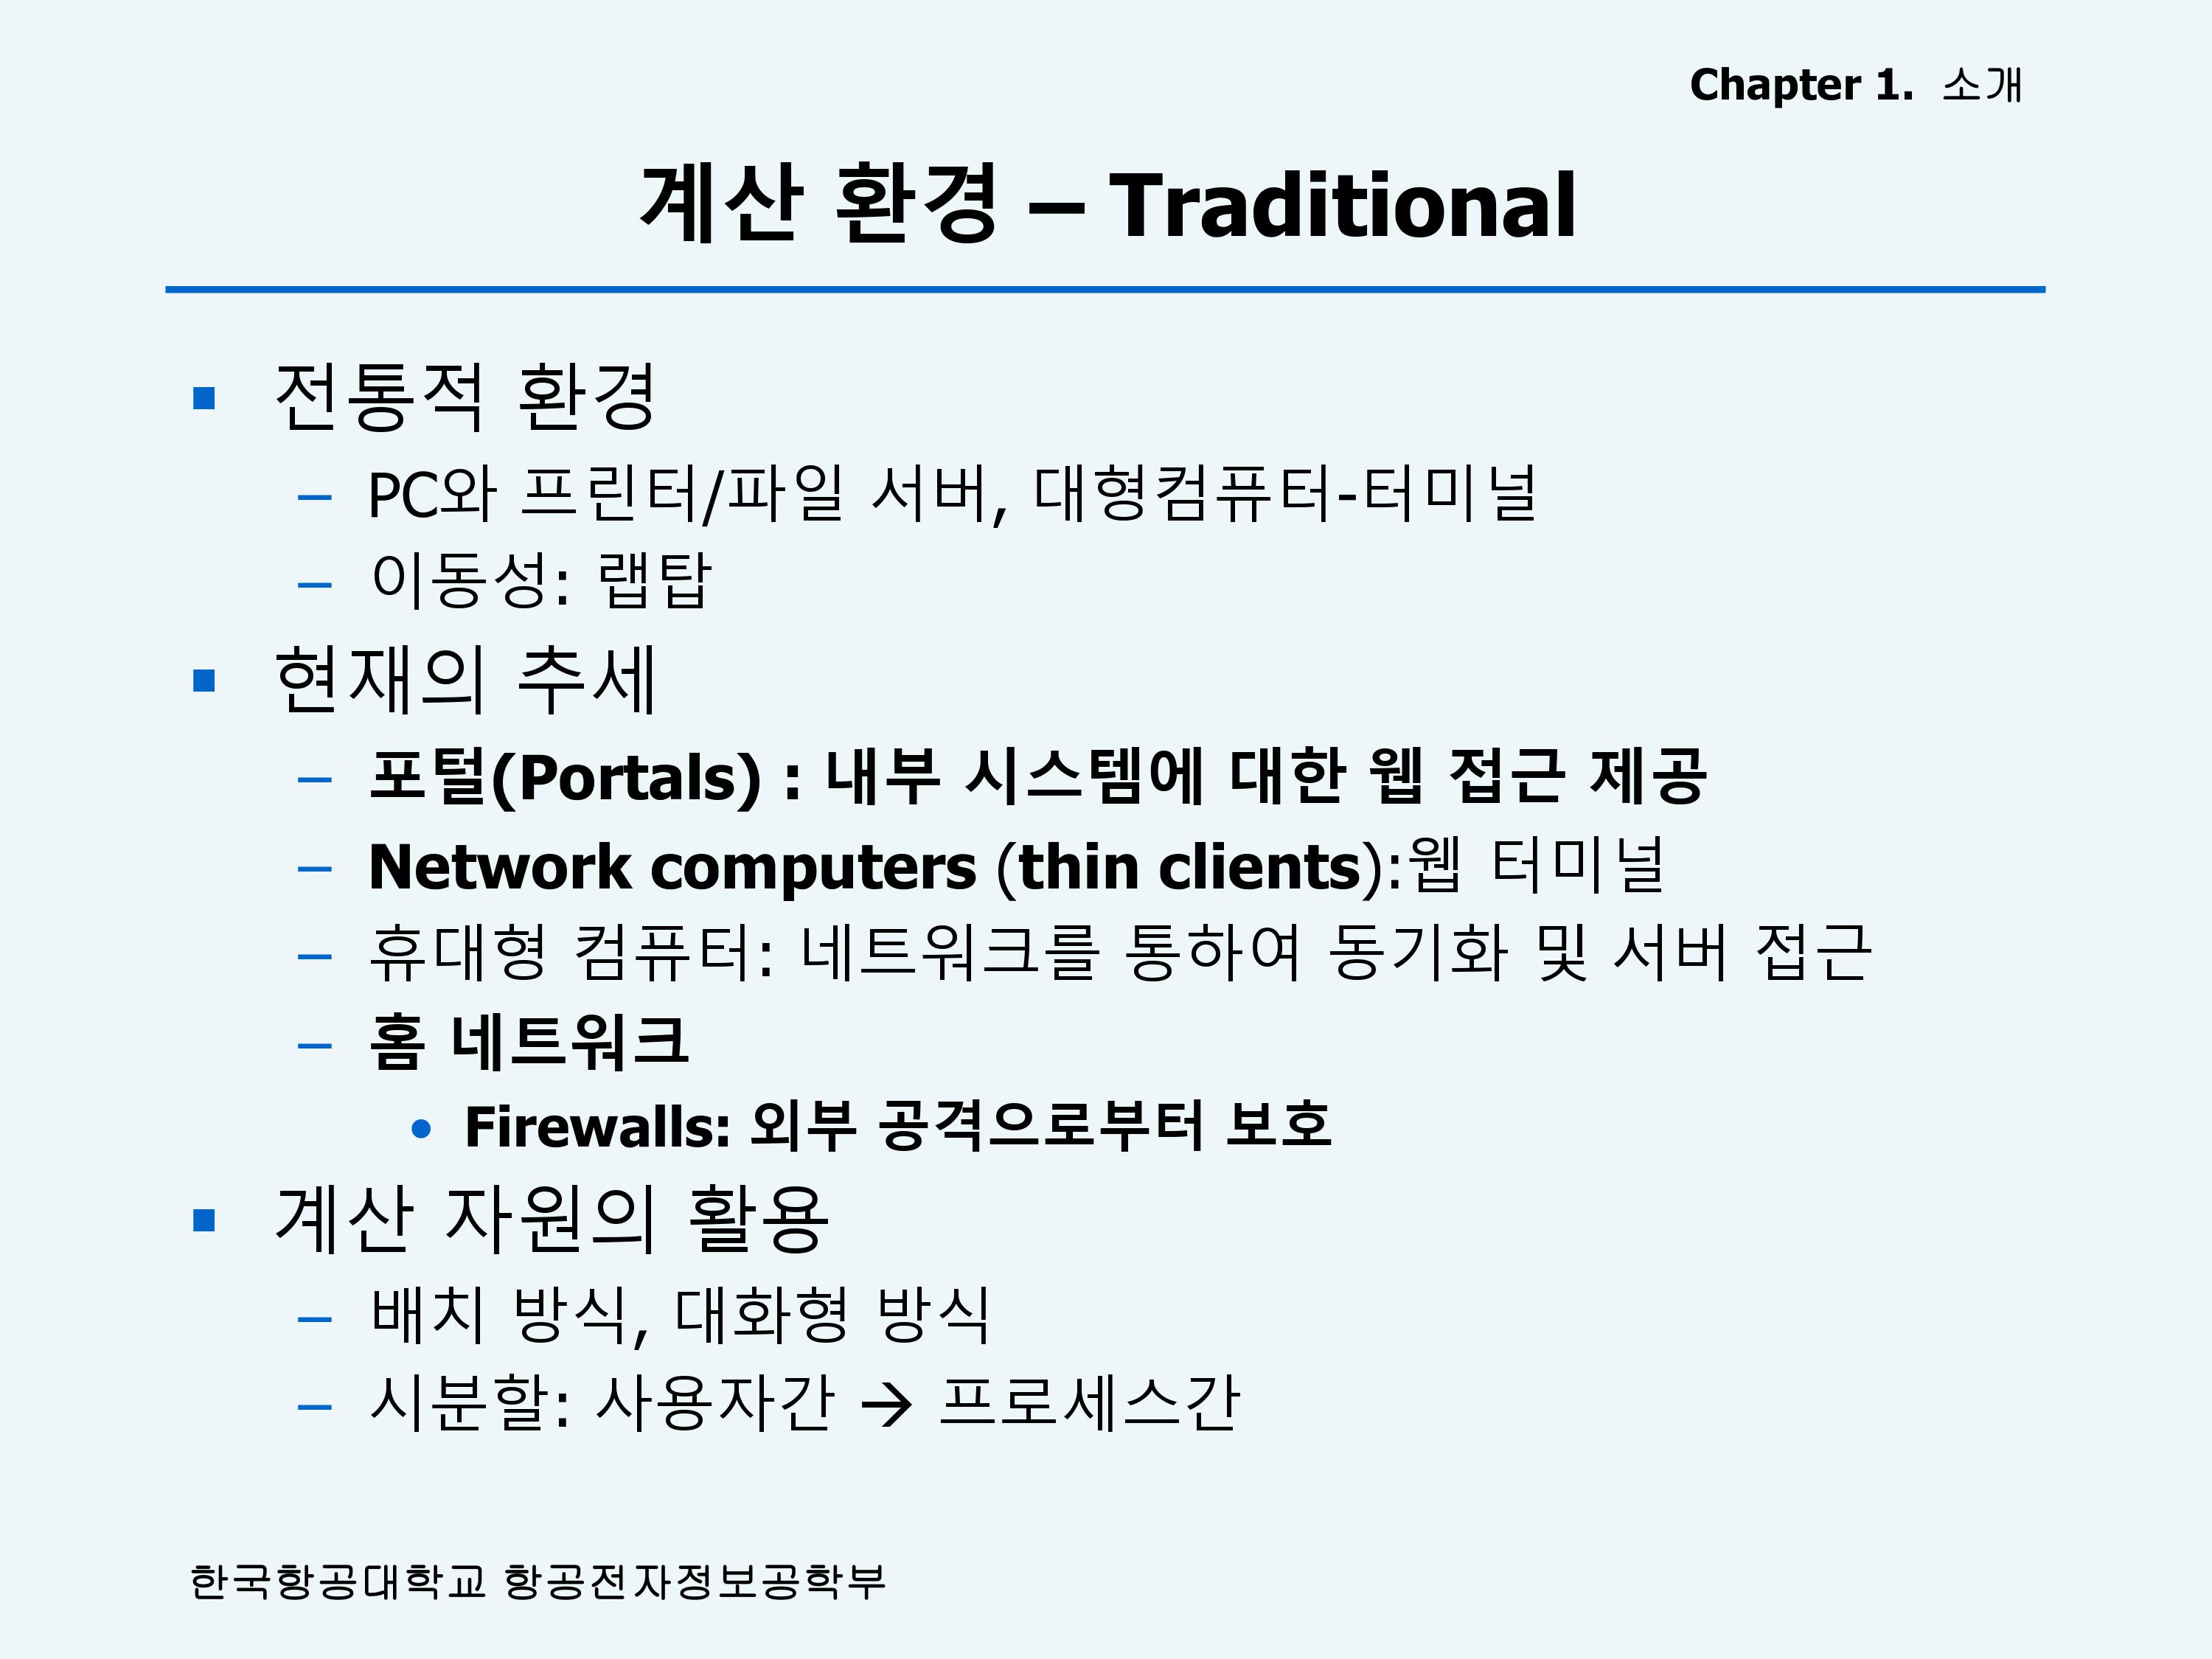 Chapter 1. 소개
계산 환경 – Traditional
▪ 전통적 환경
– PC와 프린터/파일 서버, 대형컴퓨터-터미널
– 이동성: 랩탑
▪ 현재의 추세
– 포털(Portals) : 내부 시스템에 대한 웹 접근 제공
– Network computers (thin clients):웹 터미널
– 휴대형 컴퓨터: 네트워크를 통하여 동기화 및 서버 접근
– 홈 네트워크
• Firewalls: 외부 공격으로부터 보호
▪ 계산 자원의 활용
– 배치 방식, 대화형 방식
– 시분할: 사용자간 → 프로세스간
한국항공대학교 항공전자정보공학부